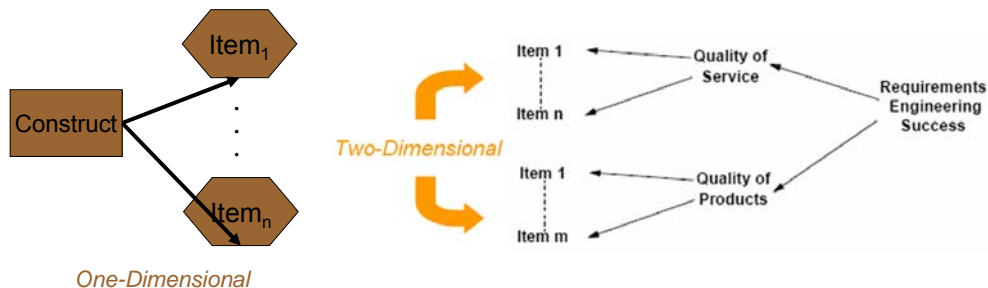 Item₁
Construct
.
.
.
Itemₙ
One-Dimensional
Two-Dimensional
Item 1
Item n
Quality of
Service
Item 1
Item m
Quality of
Products
Requirements
Engineering
Success